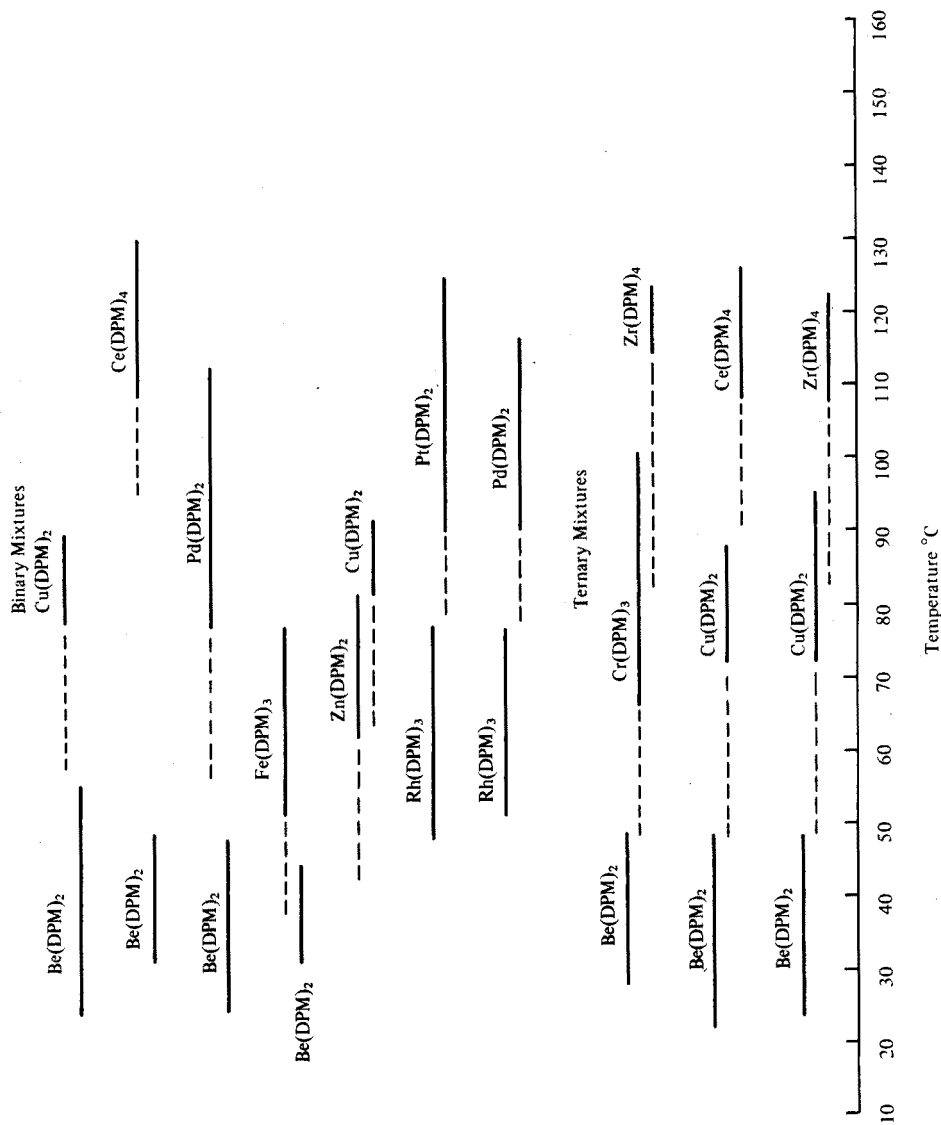 Binary Mixtures
Be(DPM)₂
Cu(DPM)₂
Be(DPM)₂
Ce(DPM)₄
Be(DPM)₂
Pd(DPM)₂
Be(DPM)₂
Fe(DPM)₃
Zn(DPM)₂
Cu(DPM)₂
Rh(DPM)₃
Pt(DPM)₂
Rh(DPM)₃
Pd(DPM)₂
Ternary Mixtures
Be(DPM)₂
Cr(DPM)₃
Zr(DPM)₄
Be(DPM)₂
Cu(DPM)₂
Ce(DPM)₄
Be(DPM)₂
Cu(DPM)₂
Zr(DPM)₄
10 20 30 40 50 60 70 80 90 100 110 120 130 140 150 160
Temperature °C